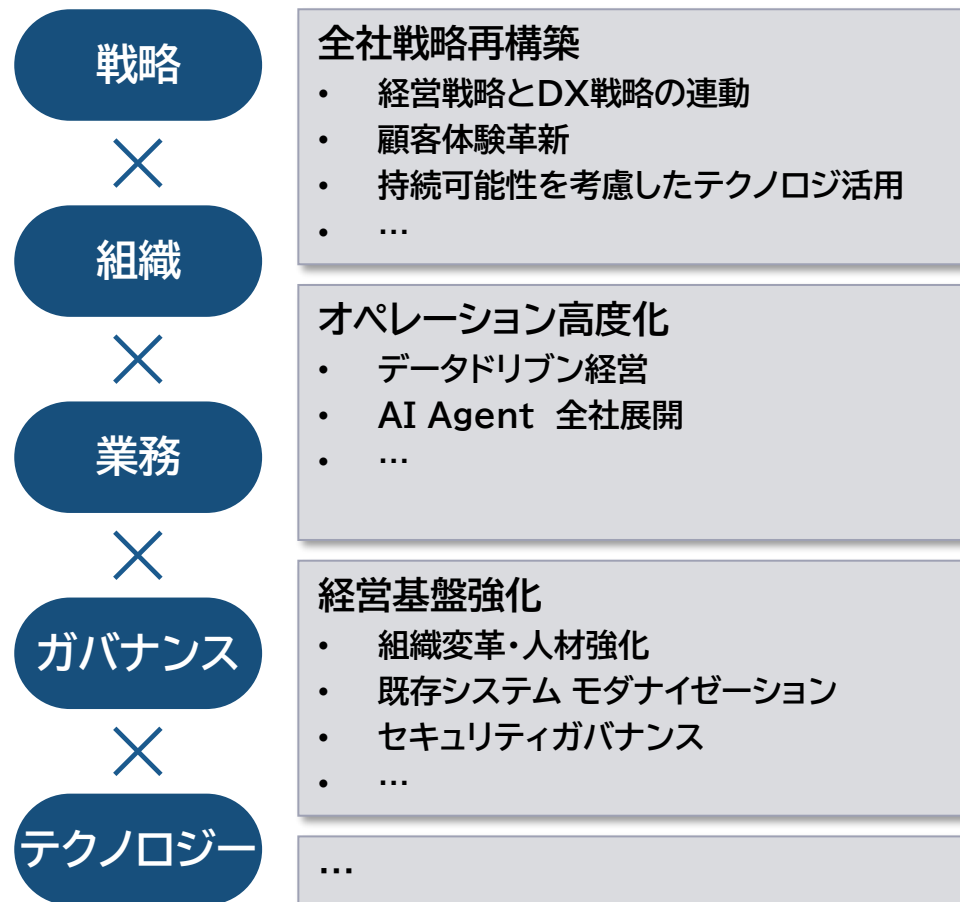 戦略
×
組織
×
業務
×
ガバナンス
×
テクノロジー
全社戦略再構築
• 経営戦略とDX戦略の連動
• 顧客体験革新
• 持続可能性を考慮したテクノロジ活用
• …
オペレーション高度化
• データドリブン経営
• AI Agent 全社展開
• …
経営基盤強化
• 組織変革・人材強化
• 既存システム モダナイゼーション
• セキュリティガバナンス
• …
…